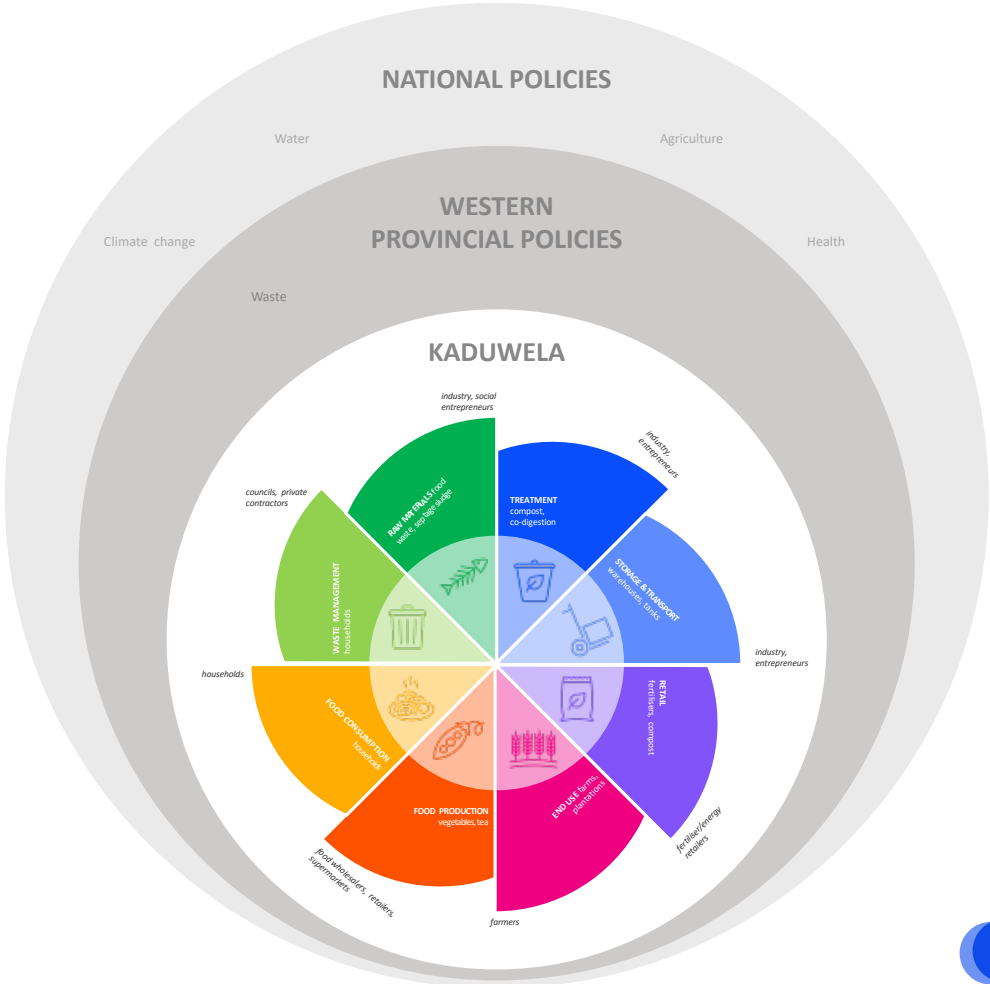 NATIONAL POLICIES
Water
Agriculture
WESTERN
PROVINCIAL POLICIES
Climate change
Health
Waste
KADUWELA
industry, social
entrepreneurs
industry,
entrepreneurs
councils, private
contractors
RAW MATERIALS food
waste, septage sludge
TREATMENT
compost,
co-digestion
STORAGE & TRANSPORT
warehouses, tanks
WASTE MANAGEMENT
households
industry,
entrepreneurs
households
RETAIL
fertilisers, compost
FOOD CONSUMPTION
households
END USE farms,
plantations
FOOD PRODUCTION
vegetables, tea
fertiliser/energy
retailers
food wholesalers, retailers,
supermarkets
farmers